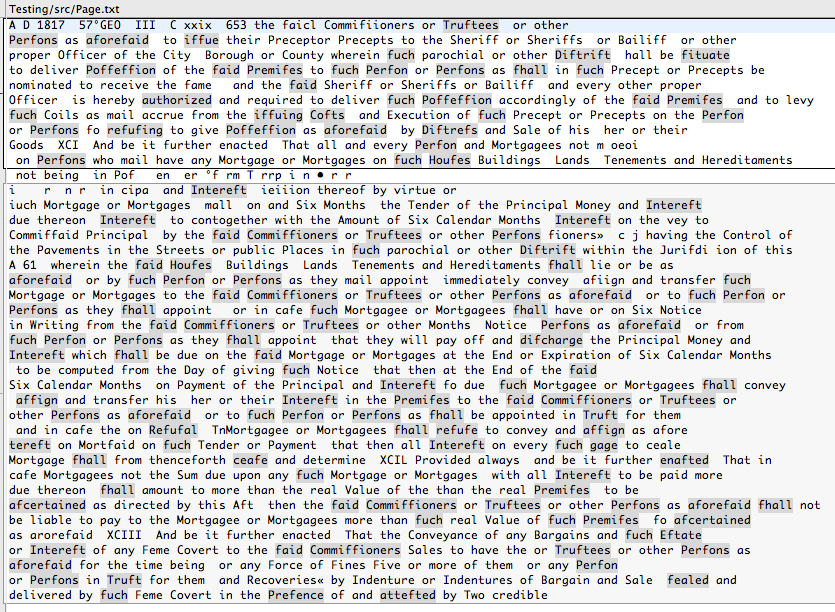 Testing/src/Page.txt
A D 1817 57°GEO III C xxix 653 the faicl Commifiioners or Truftees or other
Perfons as aforefaid to iffue their Preceptor Precepts to the Sheriff or Sheriffs or Bailiff or other
proper Officer of the City Borough or County wherein fuch parochial or other Diftrift hall be fituate
to deliver Poffeffion of the faid Premifes to fuch Perfon or Perfons as fhall in fuch Precept or Precepts be
nominated to receive the fame and the faid Sheriff or Sheriffs or Bailiff and every other proper
Officer is hereby authorized and required to deliver fuch Poffeffion accordingly of the faid Premifes and to levy
fuch Coils as mail accrue from the iffuing Cofts and Execution of fuch Precept or Precepts on the Perfon
or Perfons fo refufing to give Poffeffion as aforefaid by Diftrefs and Sale of his her or their
Goods XCI And be it further enacted That all and every Perfon and Mortgagees not m oeoi
on Perfons who mail have any Mortgage or Mortgages on fuch Houfes Buildings Lands Tenements and Hereditaments
not being in Pof en er °f rm T rrp i n • r r
i r n r in cipa and Intereft ieiiion thereof by virtue or
iuch Mortgage or Mortgages mall on and Six Months the Tender of the Principal Money and Intereft
due thereon Intereft to contogether with the Amount of Six Calendar Months Intereft on the vey to
Commiffaid Principal by the faid Commiffioners or Truftees or other Perfons fioners» c j having the Control of
the Pavements in the Streets or public Places in fuch parochial or other Diftrift within the Jurifdi ion of this
A 61 wherein the faid Houfes Buildings Lands Tenements and Hereditaments fhall lie or be as
aforefaid or by fuch Perfon or Perfons as they mail appoint immediately convey afiign and transfer fuch
Mortgage or Mortgages to the faid Commiffioners or Truftees or other Perfons as aforefaid or to fuch Perfon or
Perfons as they fhall appoint or in cafe fuch Mortgagee or Mortgagees fhall have or on Six Notice
in Writing from the faid Commiffioners or Truftees or other Months Notice Perfons as aforefaid or from
fuch Perfon or Perfons as they fhall appoint that they will pay off and difcharge the Principal Money and
Intereft which fhall be due on the faid Mortgage or Mortgages at the End or Expiration of Six Calendar Months
to be computed from the Day of giving fuch Notice that then at the End of the faid
Six Calendar Months on Payment of the Principal and Intereft fo due fuch Mortgagee or Mortgagees fhall convey
affign and transfer his her or their Intereft in the Premifes to the faid Commiffioners or Truftees or
other Perfons as aforefaid or to fuch Perfon or Perfons as fhall be appointed in Truft for them
and in cafe the on Refufal TnMortgagee or Mortgagees fhall refufe to convey and affign as afore
tereft on Mortfaid on fuch Tender or Payment that then all Intereft on every fuch gage to ceale
Mortgage fhall from thenceforth ceafe and determine XCIL Provided always and be it further enafted That in
cafe Mortgagees not the Sum due upon any fuch Mortgage or Mortgages with all Intereft to be paid more
due thereon fhall amount to more than the real Value of the than the real Premifes to be
afcertained as directed by this Aft then the faid Commiffioners or Truftees or other Perfons as aforefaid fhall not
be liable to pay to the Mortgagee or Mortgagees more than fuch real Value of fuch Premifes fo afcertained
as arorefaid XCIII And be it further enacted That the Conveyance of any Bargains and fuch Eftate
or Intereft of any Feme Covert to the faid Commiffioners Sales to have the or Truftees or other Perfons as
aforefaid for the time being or any Force of Fines Five or more of them or any Perfon
or Perfons in Truft for them and Recoveries« by Indenture or Indentures of Bargain and Sale fealed and
delivered by fuch Feme Covert in the Prefence of and attefted by Two credible